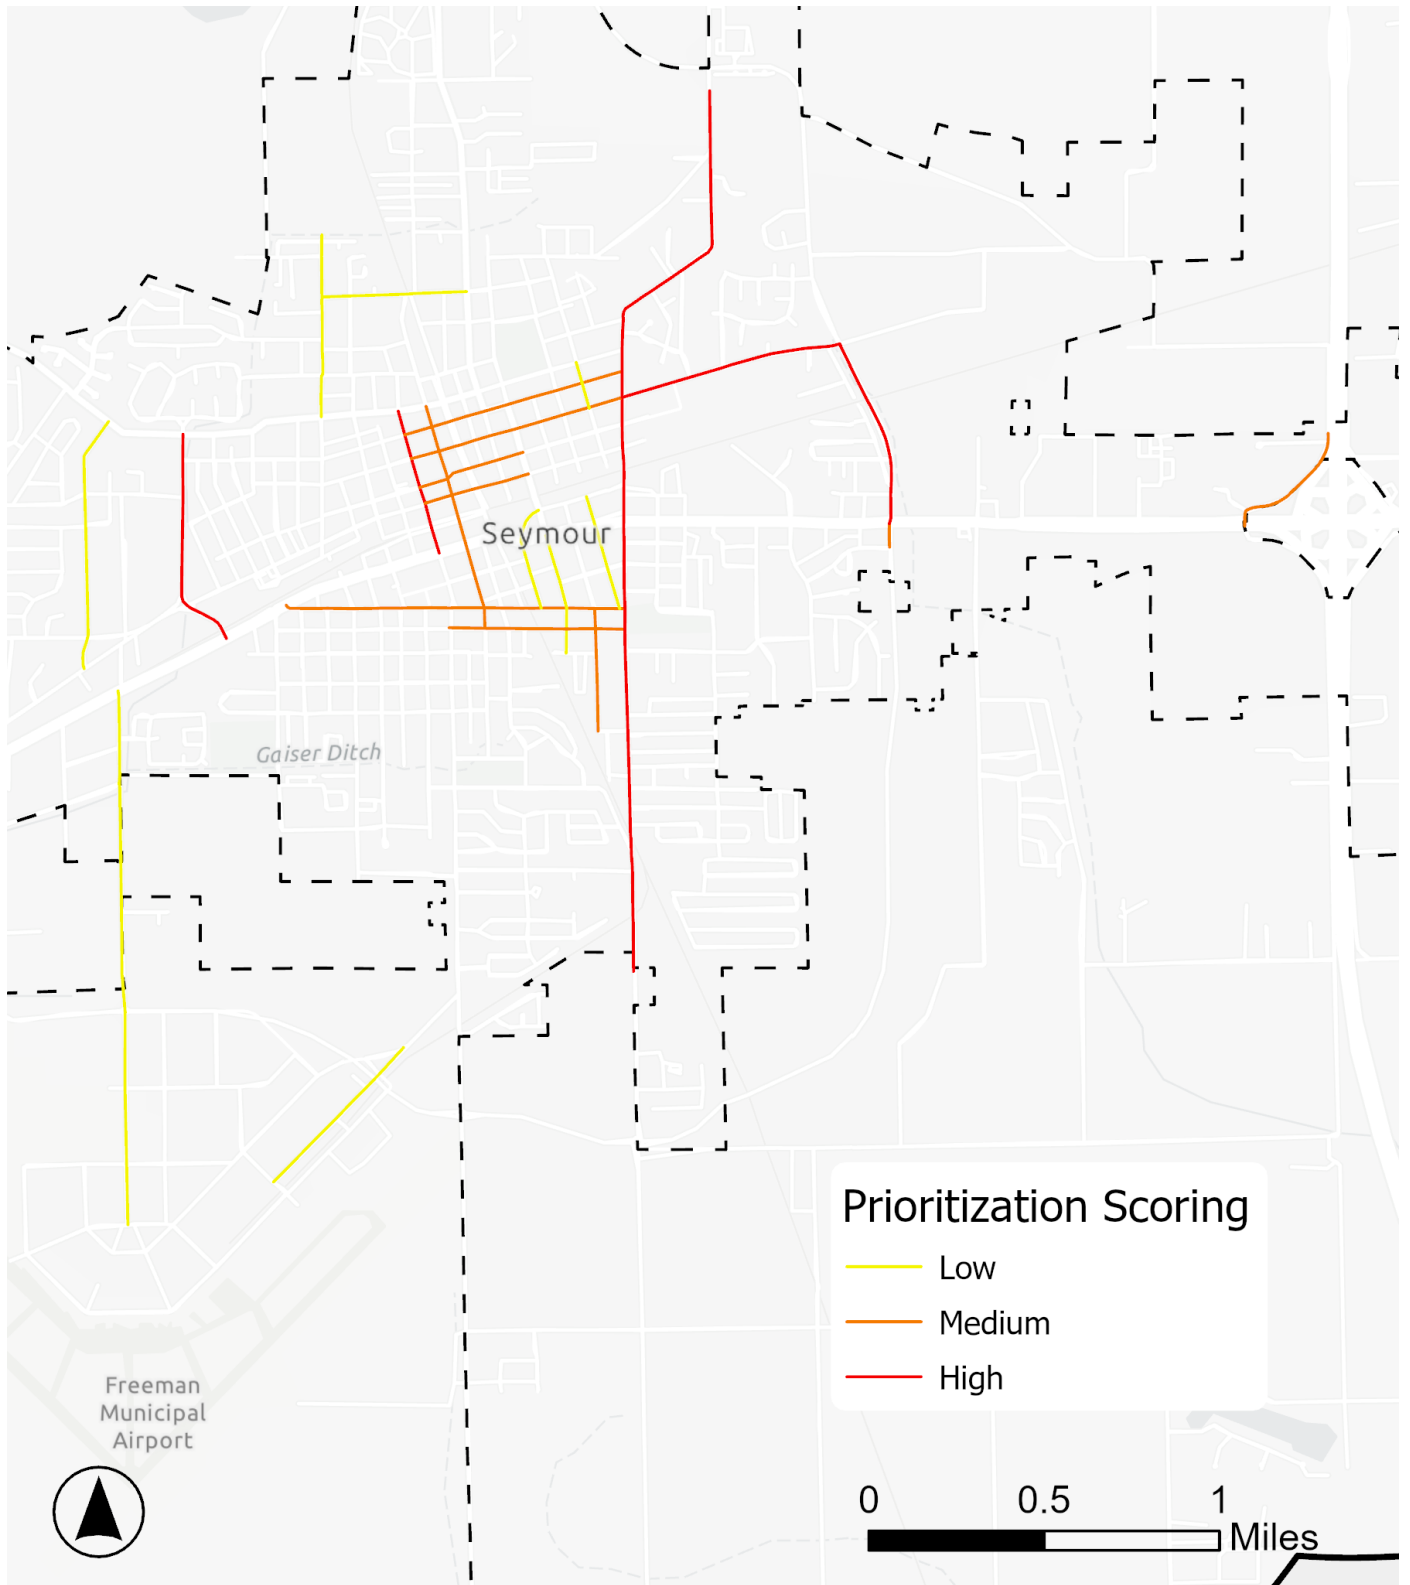 Seymour
Gaiser Ditch
Prioritization Scoring
Low
Medium
High
Freeman
Municipal
Airport
0 0.5 1
Miles